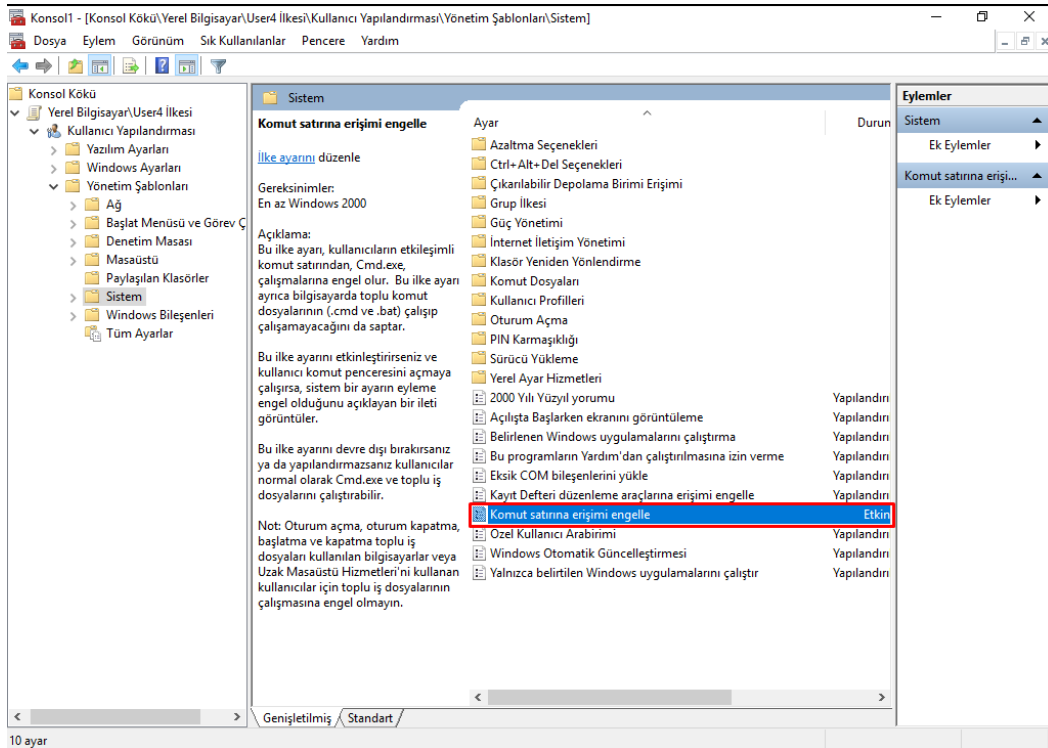 Konsol1 - [Konsol Kökü\Yerel Bilgisayar\User4 İlkesi\Kullanıcı Yapılandırması\Yönetim Şablonları\Sistem]
Dosya Eylem Görünüm Sık Kullanılanlar Pencere Yardım
Konsol Kökü
Yerel Bilgisayar\User4 İlkesi
Kullanıcı Yapılandırması
Yazılım Ayarları
Windows Ayarları
Yönetim Şablonları
Ağ
Başlat Menüsü ve Görev Ç
Denetim Masası
Masaüstü
Paylaşılan Klasörler
Sistem
Windows Bileşenleri
Tüm Ayarlar
Sistem
Komut satırına erişimi engelle
İlke ayarını düzenle
Gereksinimler:
En az Windows 2000
Açıklama:
Bu ilke ayarı, kullanıcıların etkileşimli
komut satırından, Cmd.exe,
çalışmalarına engel olur. Bu ilke ayarı
ayrıca bilgisayarda toplu komut
dosyalarının (.cmd ve .bat) çalışıp
çalışamayacağını da saptar.
Bu ilke ayarını etkinleştirirseniz ve
kullanıcı komut penceresini açmaya
çalışırsa, sistem bir ayarın eyleme
engel olduğunu açıklayan bir ileti
görüntüler.
Bu ilke ayarını devre dışı bırakırsanız
ya da yapılandırmazsanız kullanıcılar
normal olarak Cmd.exe ve toplu iş
dosyalarını çalıştırabilir.
Not: Oturum açma, oturum kapatma,
başlatma ve kapatma toplu iş
dosyaları kullanılan bilgisayarlar veya
Uzak Masaüstü Hizmetleri'ni kullanan
kullanıcılar için toplu iş dosyalarının
çalışmasına engel olmayın.
Ayar Durun
Azaltma Seçenekleri
Ctrl+Alt+Del Seçenekleri
Çıkarılabilir Depolama Birimi Erişimi
Grup İlkesi
Güç Yönetimi
İnternet İletişim Yönetimi
Klasör Yeniden Yönlendirme
Komut Dosyaları
Kullanıcı Profilleri
Oturum Açma
PIN Karmaşıklığı
Sürücü Yükleme
Yerel Ayar Hizmetleri
2000 Yılı Yüzyıl yorumu Yapılandırı
Açılışta Başlarken ekranını görüntüleme Yapılandırı
Belirlenen Windows uygulamalarını çalıştırma Yapılandırı
Bu programların Yardım'dan çalıştırılmasına izin verme Yapılandırı
Eksik COM bileşenlerini yükle Yapılandırı
Kayıt Defteri düzenleme araçlarına erişimi engelle Yapılandırı
Komut satırına erişimi engelle Etkin
Özel Kullanıcı Arabirimi Yapılandırı
Windows Otomatik Güncelleştirmesi Yapılandırı
Yalnızca belirtilen Windows uygulamalarını çalıştır Yapılandırı
Genişletilmiş Standart
Eylemler
Sistem
Ek Eylemler
Komut satırına erişi...
Ek Eylemler
10 ayar